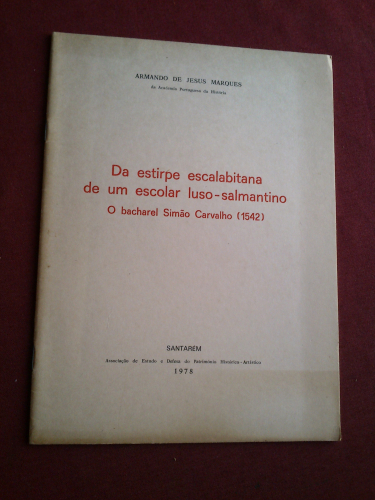 ARMANDO DE JESUS MARQUES
da Academia Portuguesa da História
Da estirpe escalabitana
de um escolar luso-salmantino
O bacharel Simão Carvalho (1542)
SANTARÉM
Associação de Estudo e Defesa do Património Histórico-Artístico
1978